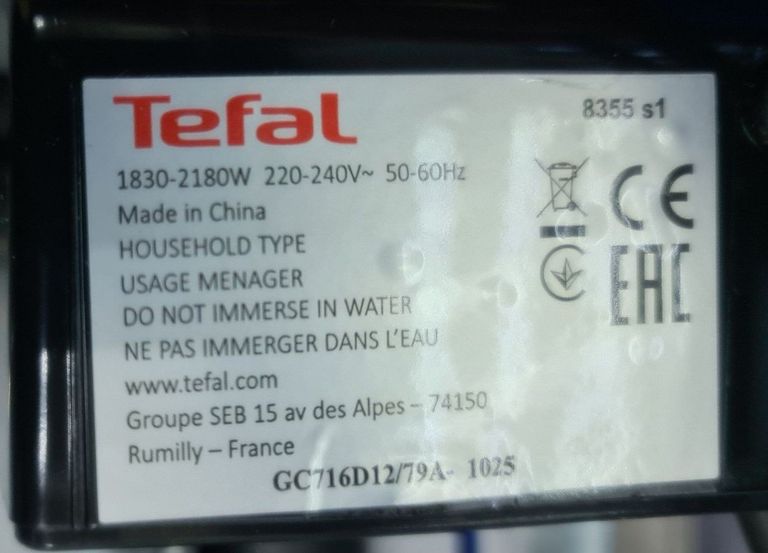 Tefal
8355 s1
1830-2180W 220-240V~ 50-60Hz
Made in China
HOUSEHOLD TYPE
USAGE MENAGER
DO NOT IMMERSE IN WATER
NE PAS IMMERGER DANS L'EAU
www.tefal.com
Groupe SEB 15 av des Alpes – 74150
Rumilly – France
GC716D12/79A- 1025
CE
EAC